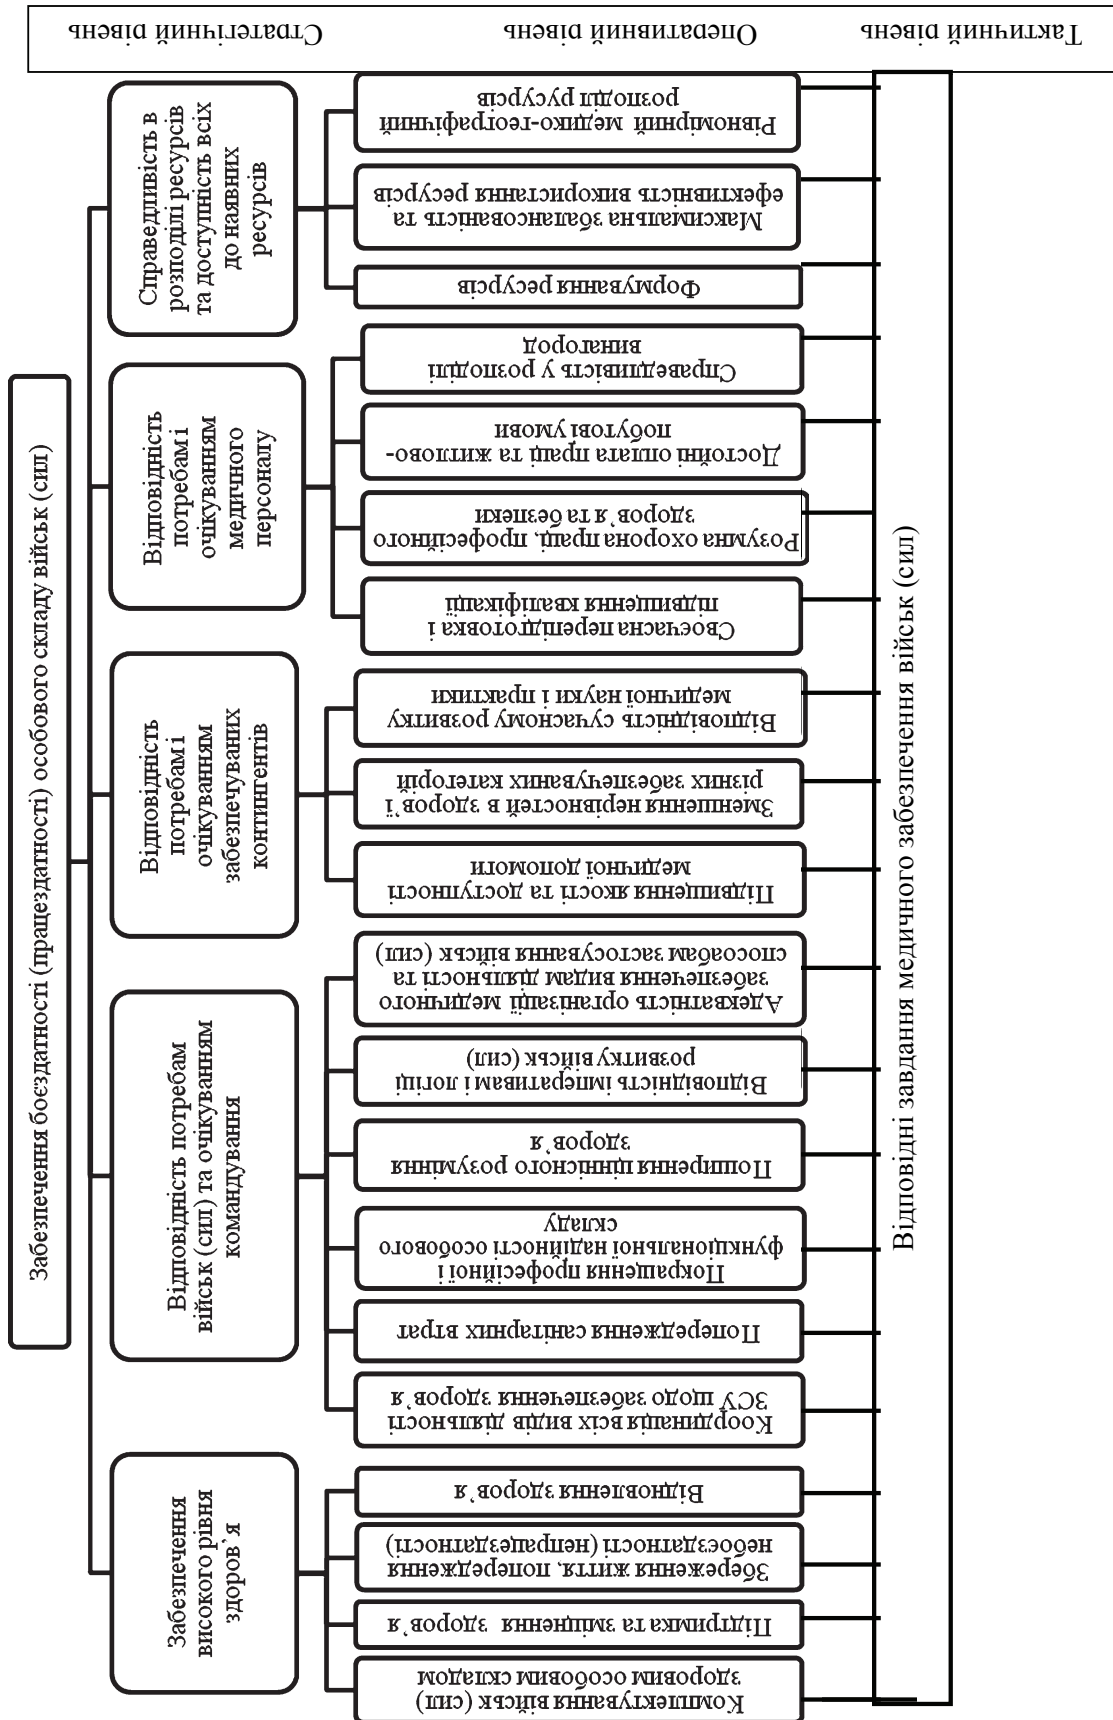 Стратегічний рівень
Оперативний рівень
Тактичний рівень
Забезпечення боєздатності (працездатності) особового складу військ (сил)
Забезпечення
високого рівня
здоров`я
Комплектування військ (сил)
здоровим особовим складом
Підтримка та зміцнення здоров`я
Збереження життя, попередження
небоєздатності (непрацездатності)
Відновлення здоров`я
Відповідність потребам
військ (сил) та очікуванням
командування
Координація всіх видів діяльності
ЗСУ щодо забезпечення здоров`я
Попередження санітарних втрат
Покращення професійної і
функціональної надійності особового
складу
Поширення ціннісного розуміння
здоров`я
Відповідність імперативам і логіці
розвитку військ (сил)
Адекватність організації медичного
забезпечення видам діяльності та
способам застосування військ (сил)
Відповідність
потребам і
очікуванням
забезпечуваних
контингентів
Підвищення якості та доступності
медичної допомоги
Зменшення нерівностей в здоров`ї
різних забезпечуваних категорій
Відповідність сучасному розвитку
медичної науки і практики
Відповідність
потребам і
очікуванням
медичного
персоналу
Своєчасна перепідготовка і
підвищення кваліфікації
Розумна охорона праці, професійного
здоров`я та безпеки
Достойні оплата праці та житлово-
побутові умови
Справедливість у розподілі
винагород
Справедливість в
розподілі ресурсів
та доступність всіх
до наявних
ресурсів
Формування ресурсів
Максимальна збалансованість та
ефективність використання ресурсів
Рівномірний медико-географічний
розподіл русурсів
Відповідні завдання медичного забезпечення військ (сил)